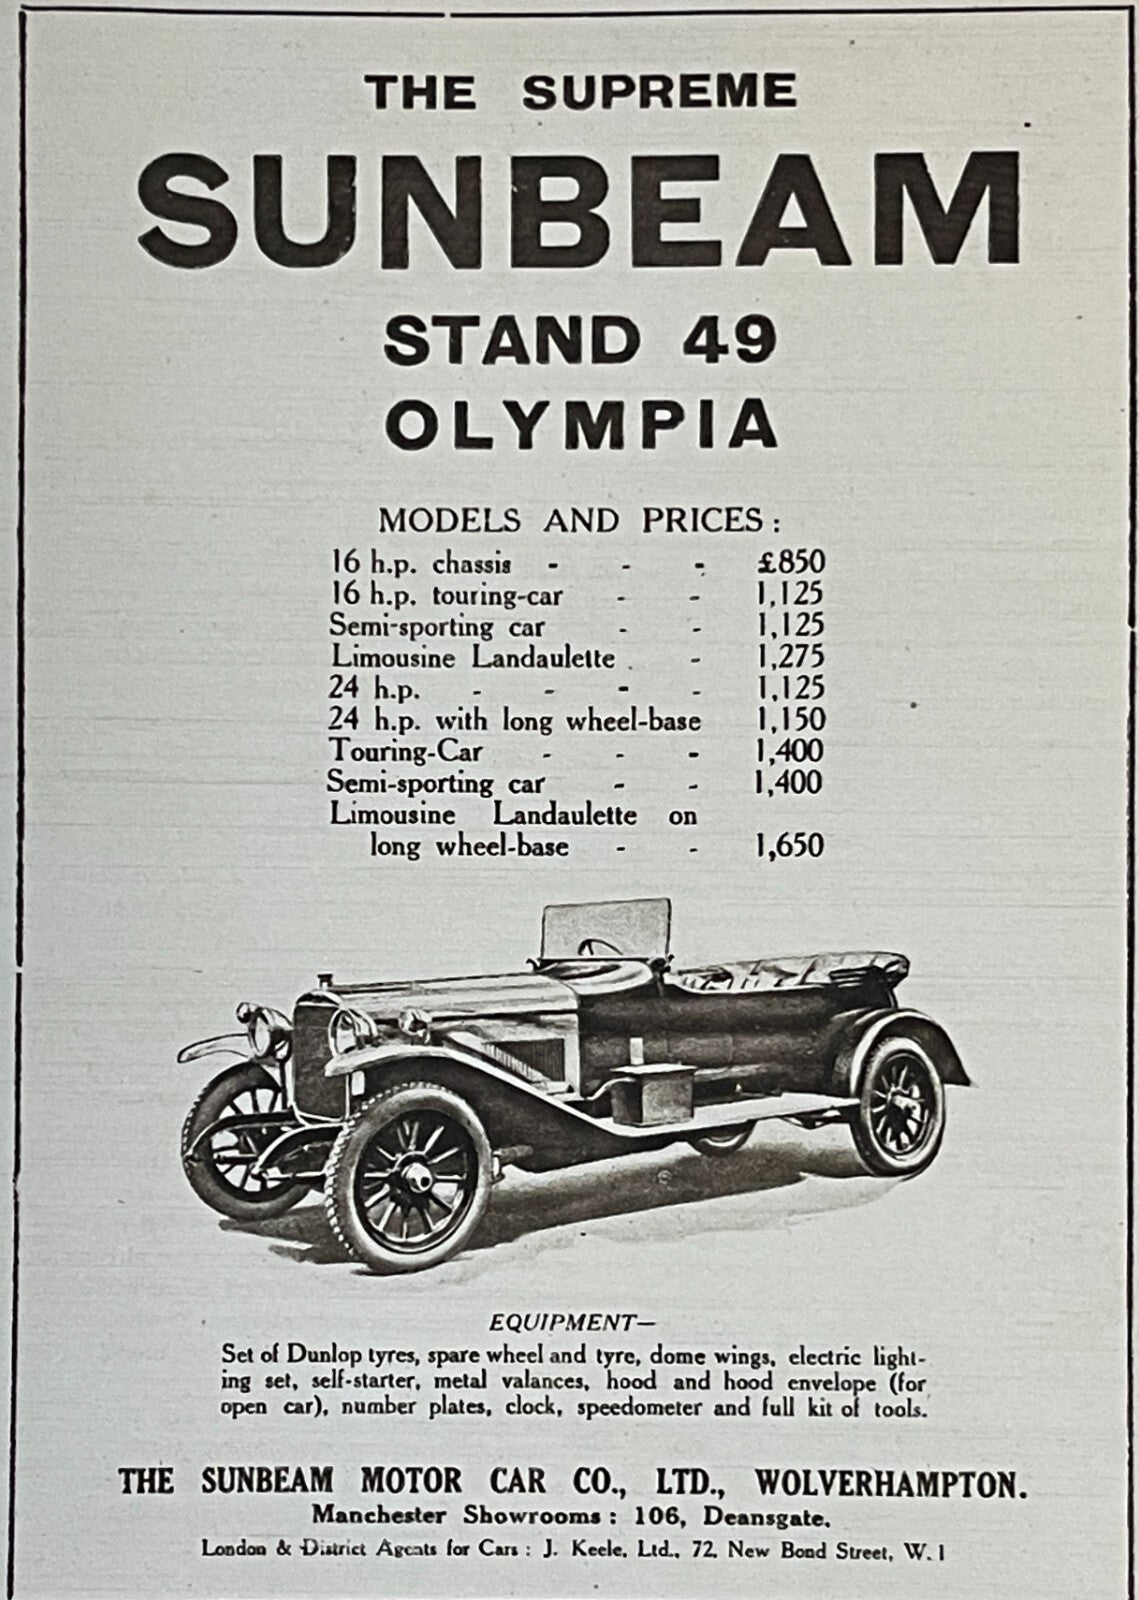 THE SUPREME
SUNBEAM
STAND 49
OLYMPIA
MODELS AND PRICES :
16 h.p. chassis - - - £850
16 h.p. touring-car - - 1,125
Semi-sporting car - - 1,125
Limousine Landaulette - 1,275
24 h.p. - - - - 1,125
24 h.p. with long wheel-base 1,150
Touring-Car - - - 1,400
Semi-sporting car - - 1,400
Limousine Landaulette on
long wheel-base - - 1,650
EQUIPMENT—
Set of Dunlop tyres, spare wheel and tyre, dome wings, electric light-
ing set, self-starter, metal valances, hood and hood envelope (for
open car), number plates, clock, speedometer and full kit of tools.
THE SUNBEAM MOTOR CAR CO., LTD., WOLVERHAMPTON.
Manchester Showrooms : 106, Deansgate.
London & District Agents for Cars : J. Keele, Ltd., 72, New Bond Street, W. 1